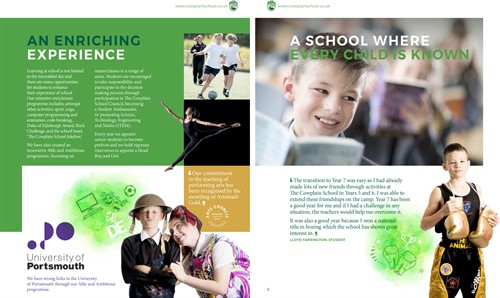 www.cowplainschool.co.uk
AN ENRICHING
EXPERIENCE
Learning at school is not limited
to the timetabled day and
there are many opportunities
for students to enhance
their experience of school.
Our extensive enrichment
programme includes, amongst
other activities, sport, yoga,
computer programming and
animation, code breaking,
Duke of Edinburgh Award, Rock
Challenge, and the school band,
'The Cowplain School Jukebox'.
We have also created an
innovative Able and Ambitious
programme, focussing on
masterclasses in a range of
areas. Students are encouraged
to take responsibility and
participate in the decision
making process through
participation in The Cowplain
School Council, becoming
a Student Ambassador,
or promoting Science,
Technology, Engineering
and Maths (STEM).
Every year we appoint
senior students to become
prefects and we hold rigorous
interviews to appoint a Head
Boy and Girl.
Our commitment
to the teaching of
performing arts has
been recognised by the
awarding of Artsmark
Gold.
University of
Portsmouth
We have strong links to the University
of Portsmouth through our Able and Ambitious
programme.
www.cowplainschool.co.uk
A SCHOOL WHERE
EVERY CHILD IS KNOWN
The transition to Year 7 was easy as I had already
made lots of new friends through activities at
The Cowplain School in Years 5 and 6. I was able to
extend these friendships on the camp. Year 7 has been
a good year for me and if I had a challenge in any
situation, the teachers would help me overcome it.
It was also a good year because I won a national
title in boxing which the school has shown great
interest in.
LLOYD FARRINGTON, STUDENT